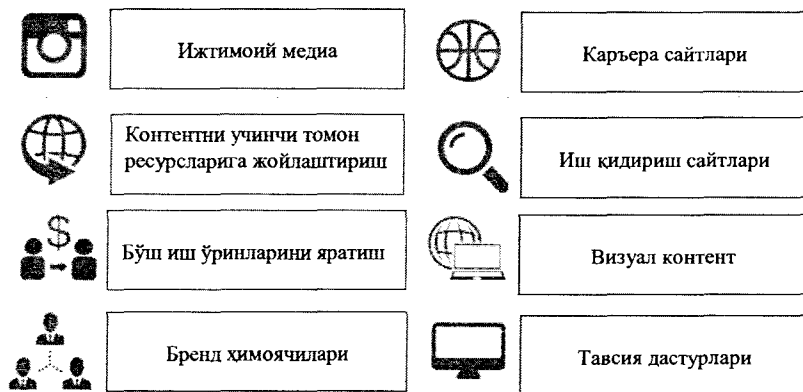 Ижтимоий медиа
Каръера сайтлари
Контентни учинчи томон
ресурсларига жойлаштириш
Иш қидириш сайтлари
Бўш иш ўринларини яратиш
Визуал контент
Бренд ҳимоячилари
Тавсия дастурлари